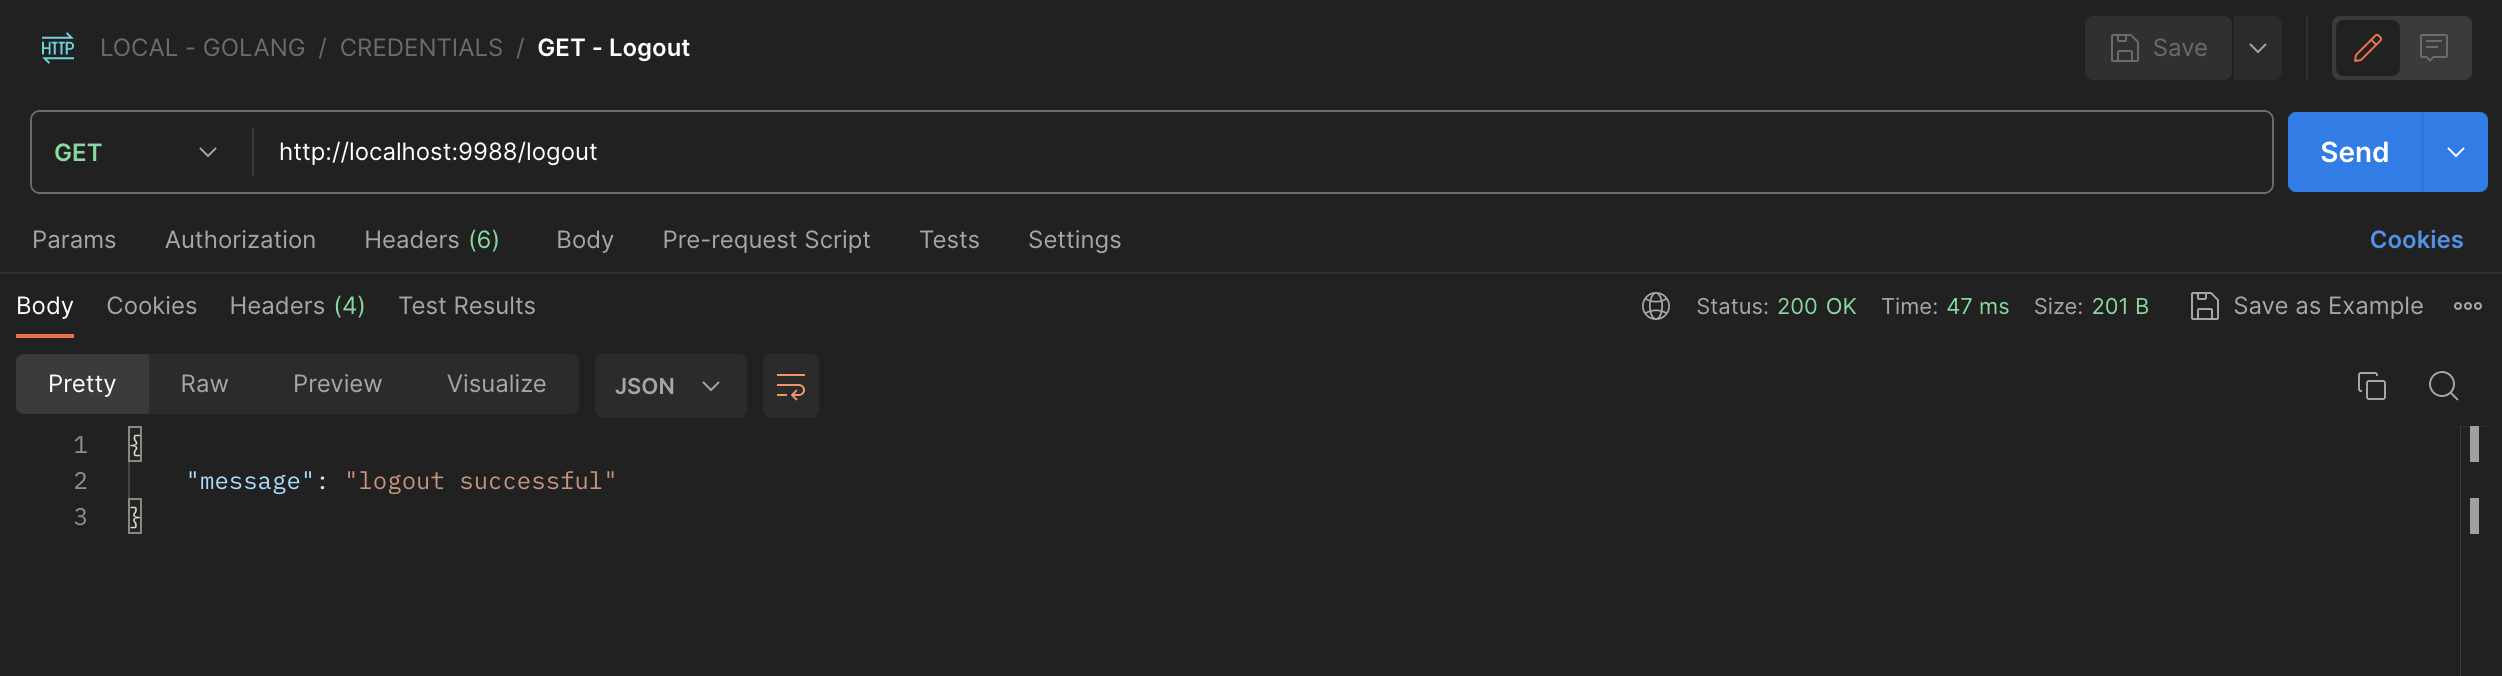 HTTP LOCAL - GOLANG / CREDENTIALS / GET - Logout Save
GET http://localhost:9988/logout Send
Params Authorization Headers (6) Body Pre-request Script Tests Settings Cookies
Body Cookies Headers (4) Test Results Status: 200 OK Time: 47 ms Size: 201 B Save as Example
Pretty Raw Preview Visualize JSON
1 {
2 "message": "logout successful"
3 }